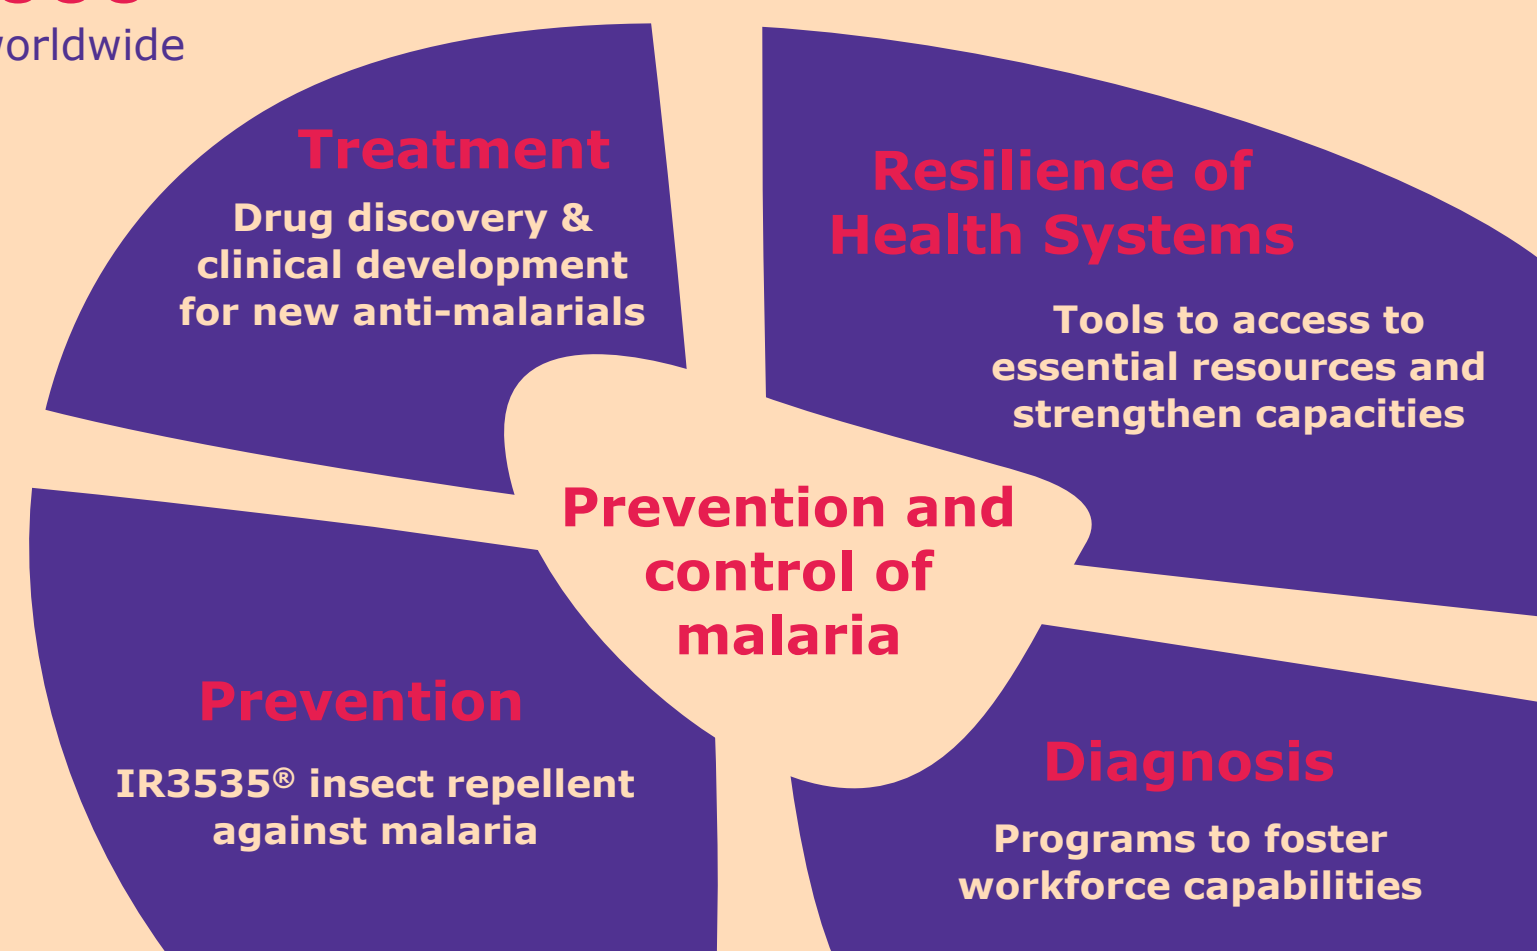 worldwide
Treatment
Drug discovery &
clinical development
for new anti-malarials
Resilience of
Health Systems
Tools to access to
essential resources and
strengthen capacities
Prevention and
control of
malaria
Prevention
IR3535® insect repellent
against malaria
Diagnosis
Programs to foster
workforce capabilities